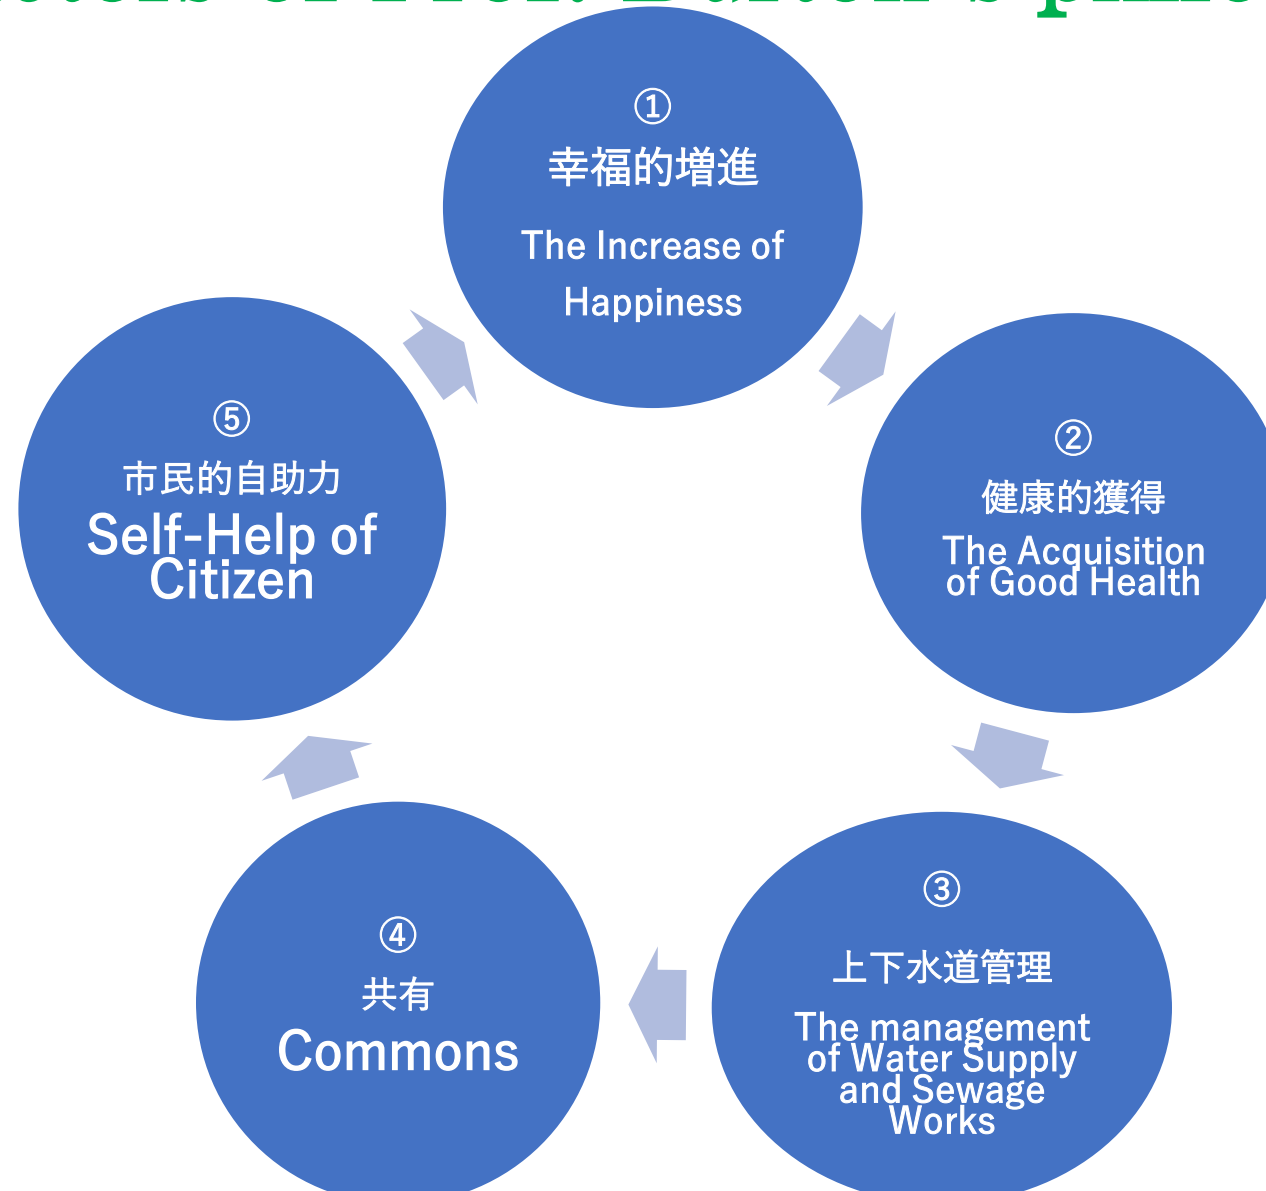 ①
幸福的増進
The Increase of
Happiness
②
健康的獲得
The Acquisition
of Good Health
③
上下水道管理
The management
of Water Supply
and Sewage
Works
④
共有
Commons
⑤
市民的自助力
Self-Help of
Citizen